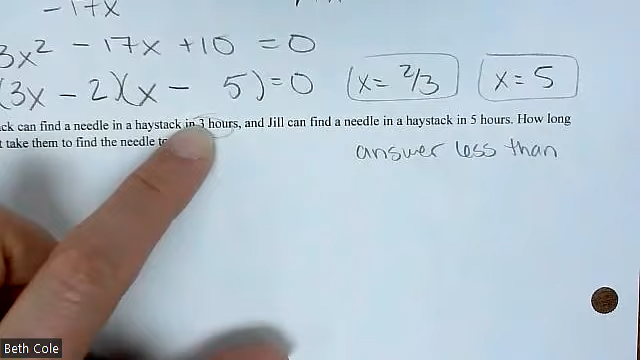 - 17x
3x² - 17x + 10 = 0
(3x - 2)(x - 5) = 0 x = 2/3 x = 5
ck can find a needle in a haystack in 3 hours, and Jill can find a needle in a haystack in 5 hours. How long
t take them to find the needle
answer less than
Beth Cole